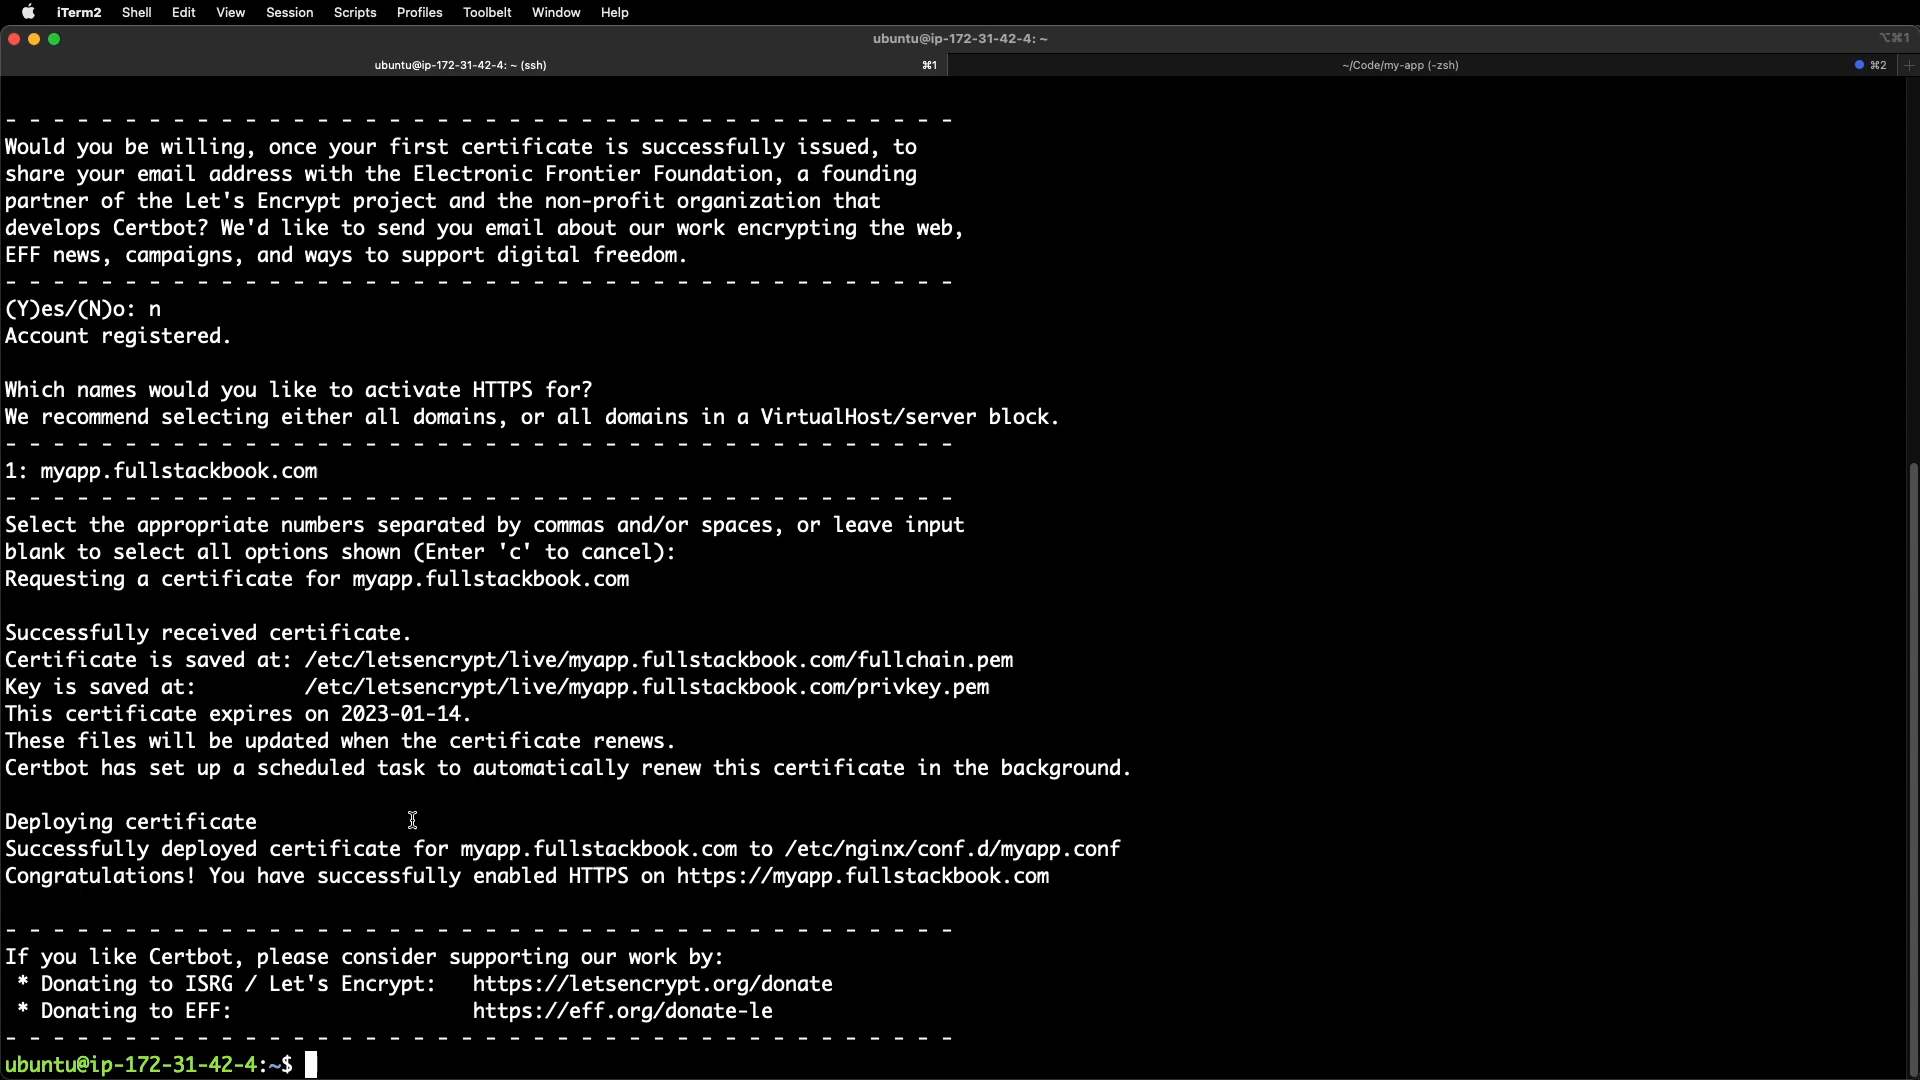 iTerm2 Shell Edit View Session Scripts Profiles Toolbelt Window Help
ubuntu@ip-172-31-42-4: ~ ⌥⌘1
ubuntu@ip-172-31-42-4: ~ (ssh) ⌘1 ~/Code/my-app (-zsh) ⌘2 +
- - - - - - - - - - - - - - - - - - - - - - - - - - - - - - - - - - - - - - - -
Would you be willing, once your first certificate is successfully issued, to
share your email address with the Electronic Frontier Foundation, a founding
partner of the Let's Encrypt project and the non-profit organization that
develops Certbot? We'd like to send you email about our work encrypting the web,
EFF news, campaigns, and ways to support digital freedom.
- - - - - - - - - - - - - - - - - - - - - - - - - - - - - - - - - - - - - - - -
(Y)es/(N)o: n
Account registered.
Which names would you like to activate HTTPS for?
We recommend selecting either all domains, or all domains in a VirtualHost/server block.
- - - - - - - - - - - - - - - - - - - - - - - - - - - - - - - - - - - - - - - -
1: myapp.fullstackbook.com
- - - - - - - - - - - - - - - - - - - - - - - - - - - - - - - - - - - - - - - -
Select the appropriate numbers separated by commas and/or spaces, or leave input
blank to select all options shown (Enter 'c' to cancel):
Requesting a certificate for myapp.fullstackbook.com
Successfully received certificate.
Certificate is saved at: /etc/letsencrypt/live/myapp.fullstackbook.com/fullchain.pem
Key is saved at:         /etc/letsencrypt/live/myapp.fullstackbook.com/privkey.pem
This certificate expires on 2023-01-14.
These files will be updated when the certificate renews.
Certbot has set up a scheduled task to automatically renew this certificate in the background.
Deploying certificate
Successfully deployed certificate for myapp.fullstackbook.com to /etc/nginx/conf.d/myapp.conf
Congratulations! You have successfully enabled HTTPS on https://myapp.fullstackbook.com
- - - - - - - - - - - - - - - - - - - - - - - - - - - - - - - - - - - - - - - -
If you like Certbot, please consider supporting our work by:
 * Donating to ISRG / Let's Encrypt:   https://letsencrypt.org/donate
 * Donating to EFF:                    https://eff.org/donate-le
- - - - - - - - - - - - - - - - - - - - - - - - - - - - - - - - - - - - - - - -
ubuntu@ip-172-31-42-4:~$